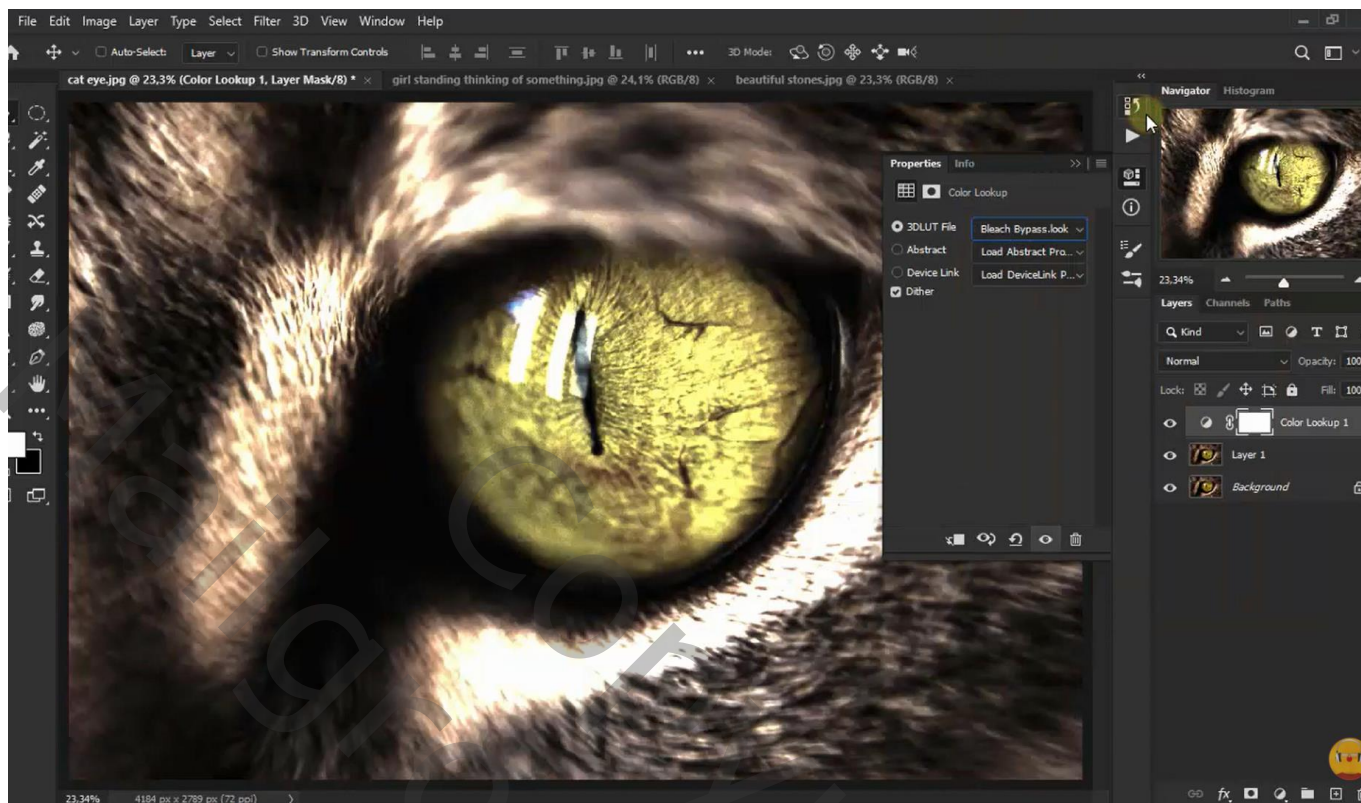 File Edit Image Layer Type Select Filter 3D View Window Help
Auto-Select: Layer Show Transform Controls 3D Mode:
cat eye.jpg @ 23,3% (Color Lookup 1, Layer Mask/8) * × girl standing thinking of something.jpg @ 24,1% (RGB/8) × beautiful stones.jpg @ 23,3% (RGB/8) ×
Navigator Histogram
Properties Info
Color Lookup
3DLUT File Bleach Bypass.look
Abstract Load Abstract Pro...
Device Link Load DeviceLink P...
Dither
23,34%
Layers Channels Paths
Kind
Normal Opacity: 100
Lock: Fill: 100
Color Lookup 1
Layer 1
Background
fx
23,34% 4184 px x 2789 px (72 ppi)